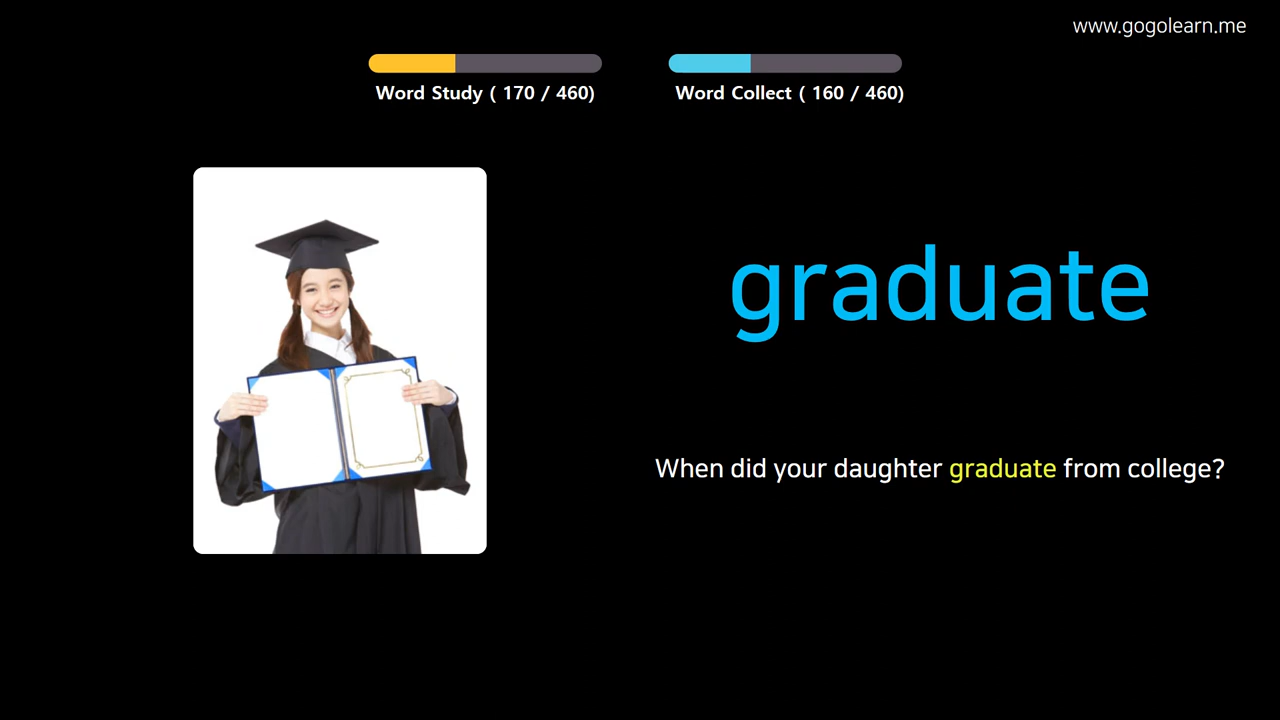 www.gogolearn.me
Word Study ( 170 / 460)
Word Collect ( 160 / 460)
graduate
When did your daughter graduate from college?